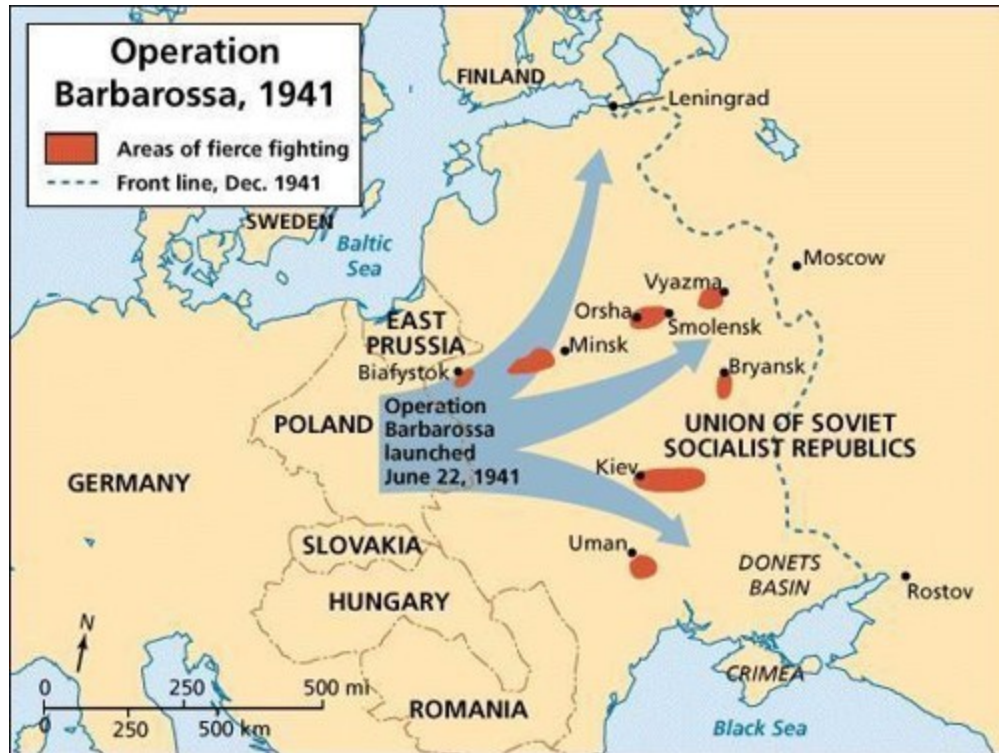 Operation
Barbarossa, 1941
Areas of fierce fighting
Front line, Dec. 1941
FINLAND
Leningrad
SWEDEN
Baltic
Sea
Moscow
Vyazma
Orsha
Smolensk
EAST
PRUSSIA
Minsk
Białystok
Bryansk
POLAND
Operation
Barbarossa
launched
June 22, 1941
UNION OF SOVIET
SOCIALIST REPUBLICS
GERMANY
Kiev
SLOVAKIA
Uman
DONETS
BASIN
HUNGARY
Rostov
N
CRIMEA
0 250 500 mi
0 250 500 km
ROMANIA
Black Sea